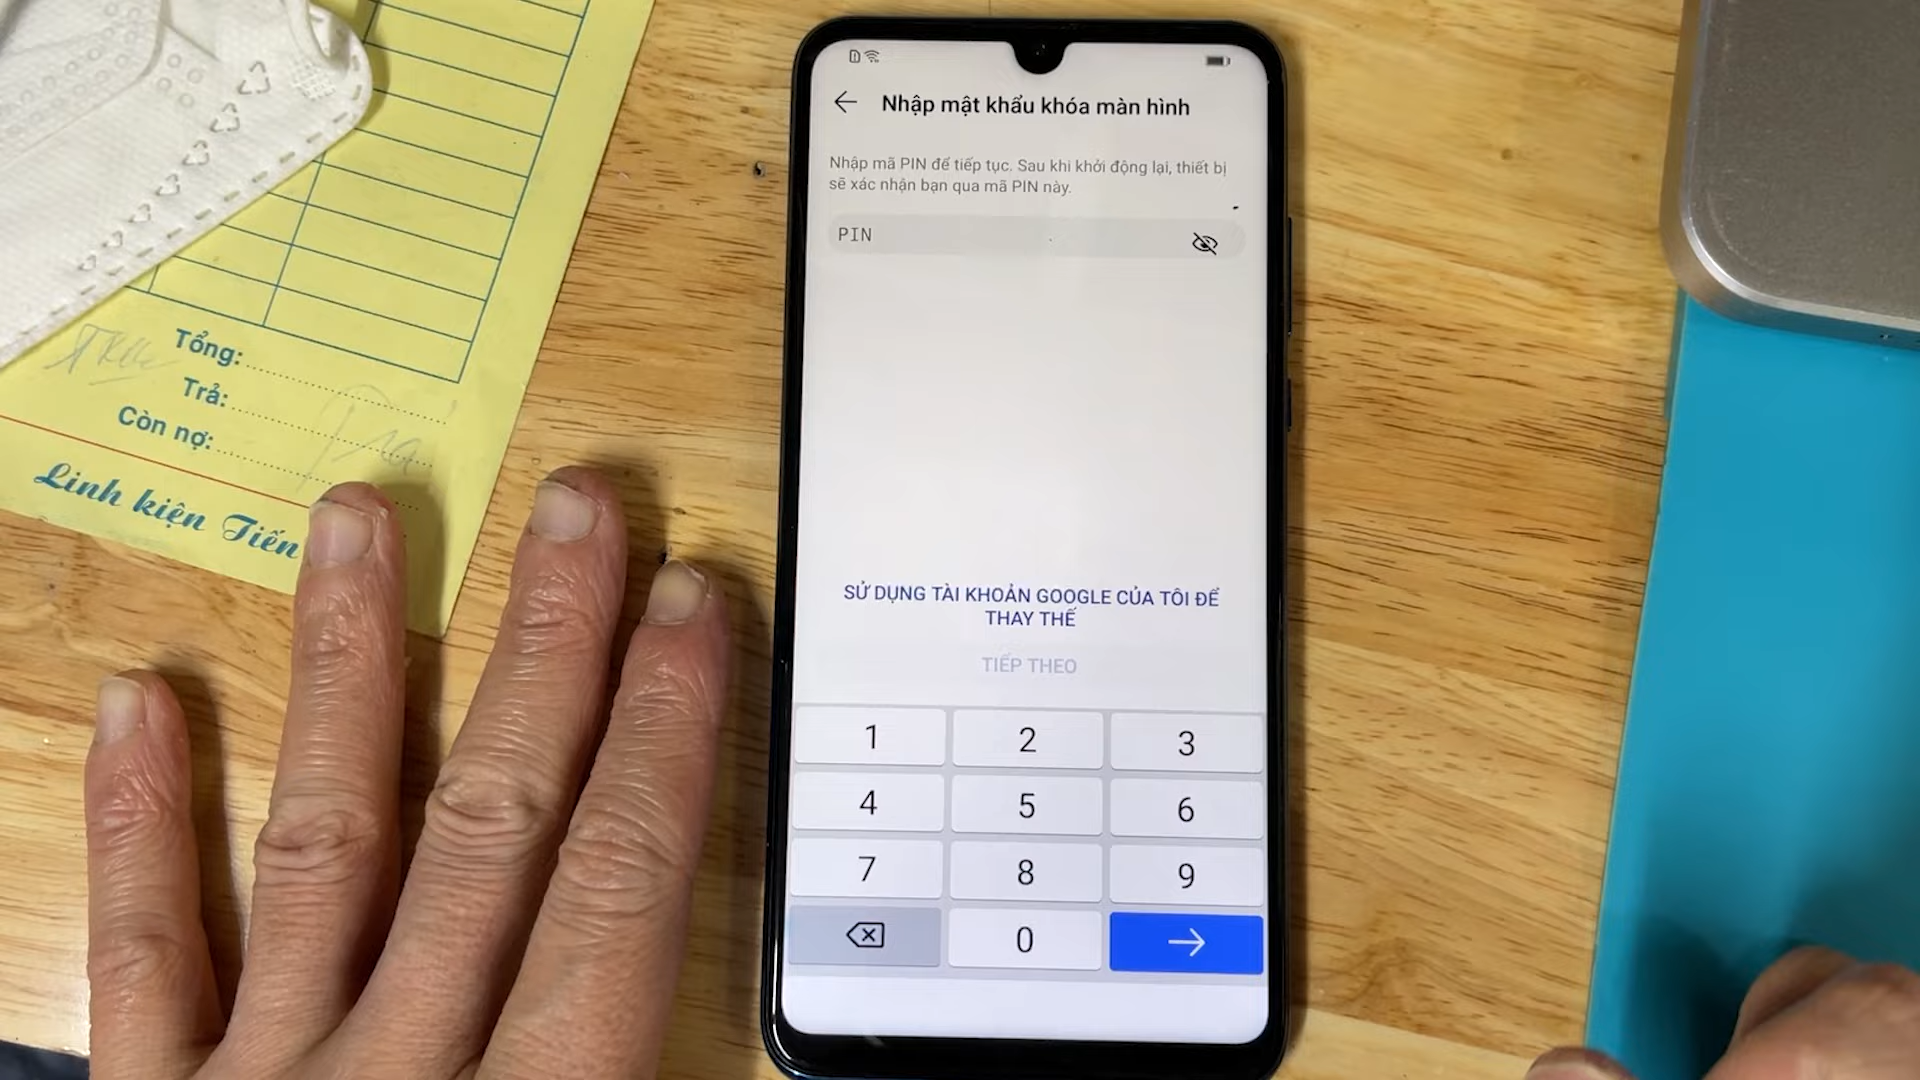 Nhập mật khẩu khóa màn hình
Nhập mã PIN để tiếp tục. Sau khi khởi động lại, thiết bị
sẽ xác nhận bạn qua mã PIN này.
PIN
SỬ DỤNG TÀI KHOẢN GOOGLE CỦA TÔI ĐỂ
THAY THẾ
TIẾP THEO
1 2 3
4 5 6
7 8 9
0
Tổng:
Trả:
Còn nợ:
Linh kiện Tiến